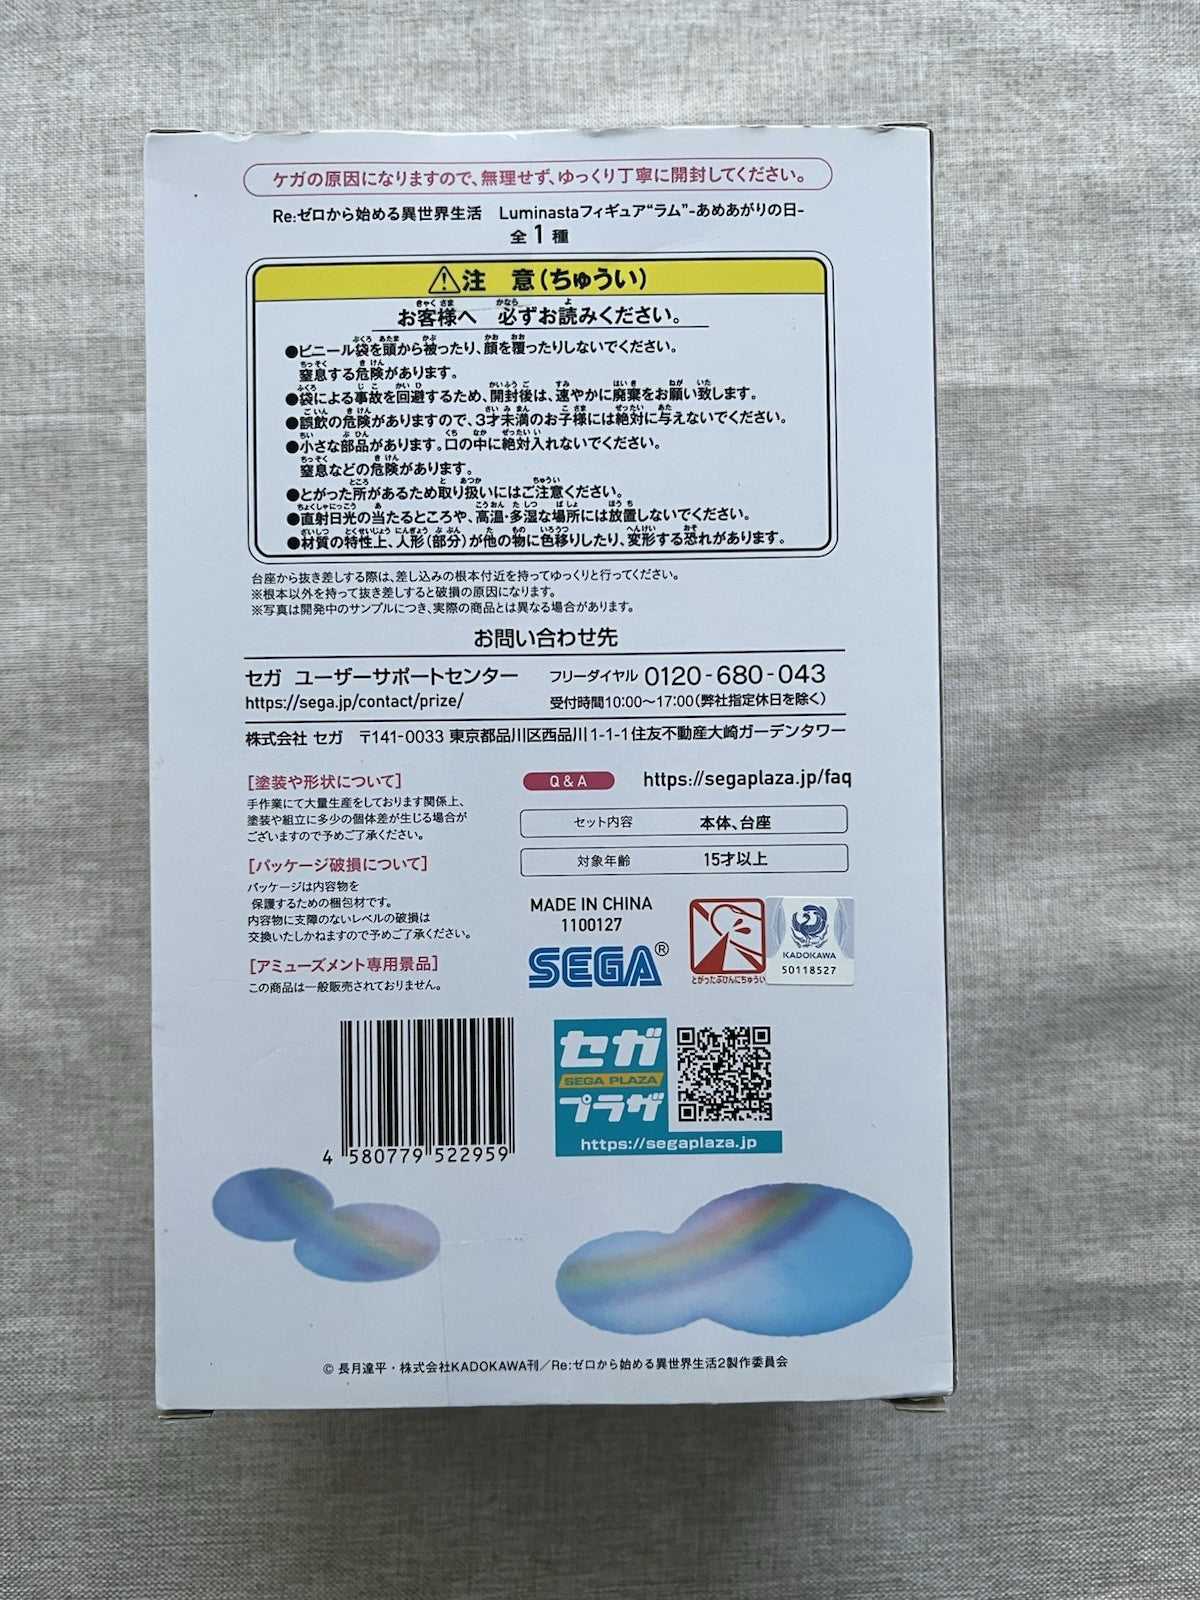 ケガの原因になりますので、無理せず、ゆっくり丁寧に開封してください。
Re:ゼロから始める異世界生活 Luminastaフィギュア“ラム”-あめあがりの日-
全1種
⚠注 意(ちゅうい)
お客様へ 必ずお読みください。
●ビニール袋を頭から被ったり、顔を覆ったりしないでください。
窒息する危険があります。
●袋による事故を回避するため、開封後は、速やかに廃棄をお願い致します。
●誤飲の危険がありますので、3才未満のお子様には絶対に与えないでください。
●小さな部品があります。口の中に絶対入れないでください。
窒息などの危険があります。
●とがった所があるため取り扱いにはご注意ください。
●直射日光の当たるところや、高温・多湿な場所には放置しないでください。
●材質の特性上、人形(部分)が他の物に色移りしたり、変形する恐れがあります。
台座から抜き差しする際は、差し込みの根本付近を持ってゆっくりと行ってください。
※根本以外を持って抜き差しすると破損の原因になります。
※写真は開発中のサンプルにつき、実際の商品とは異なる場合があります。
お問い合わせ先
セガ ユーザーサポートセンター フリーダイヤル 0120-680-043
https://sega.jp/contact/prize/ 受付時間10:00〜17:00(弊社指定休日を除く)
株式会社 セガ 〒141-0033 東京都品川区西品川1-1-1住友不動産大崎ガーデンタワー
[塗装や形状について]
手作業にて大量生産をしております関係上、
塗装や組立に多少の個体差が生じる場合が
ございますので予めご了承ください。
[パッケージ破損について]
パッケージは内容物を
保護するための梱包材です。
内容物に支障のないレベルの破損は
交換いたしかねますので予めご了承ください。
[アミューズメント専用景品]
この商品は一般販売されておりません。
Q&A https://segaplaza.jp/faq
セット内容 本体、台座
対象年齢 15才以上
MADE IN CHINA
1100127
SEGA®
とがったぶひんにちゅうい
KADOKAWA
50118527
4 580779 522959
セガ
SEGA PLAZA
プラザ
https://segaplaza.jp
© 長月達平・株式会社KADOKAWA刊/Re:ゼロから始める異世界生活2製作委員会